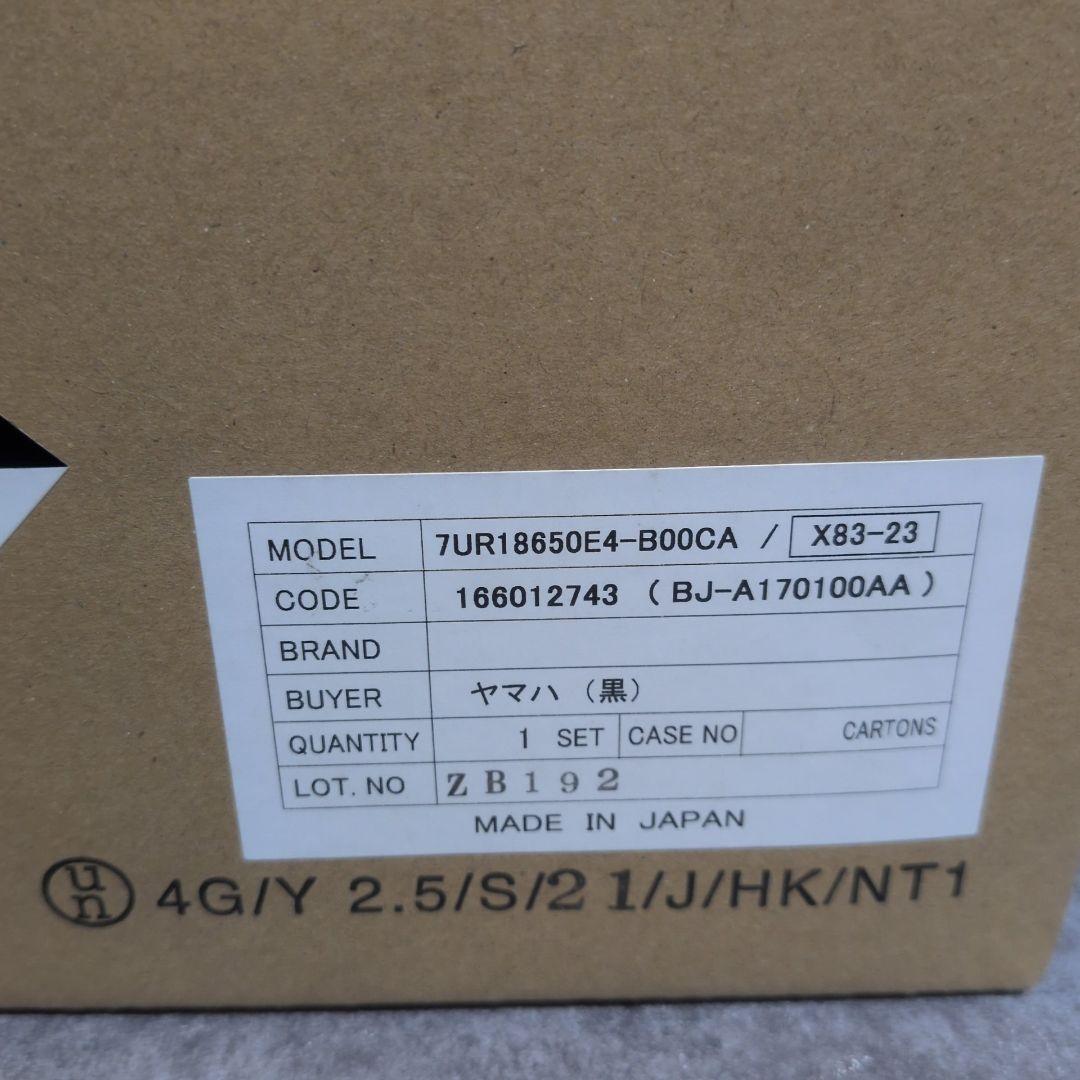 MODEL 7UR18650E4-B00CA / X83-23
CODE 166012743 ( BJ-A170100AA )
BRAND
BUYER ヤマハ (黒)
QUANTITY 1 SET CASE NO CARTONS
LOT. NO ZB192
MADE IN JAPAN
un 4G/Y 2.5/S/21/J/HK/NT1